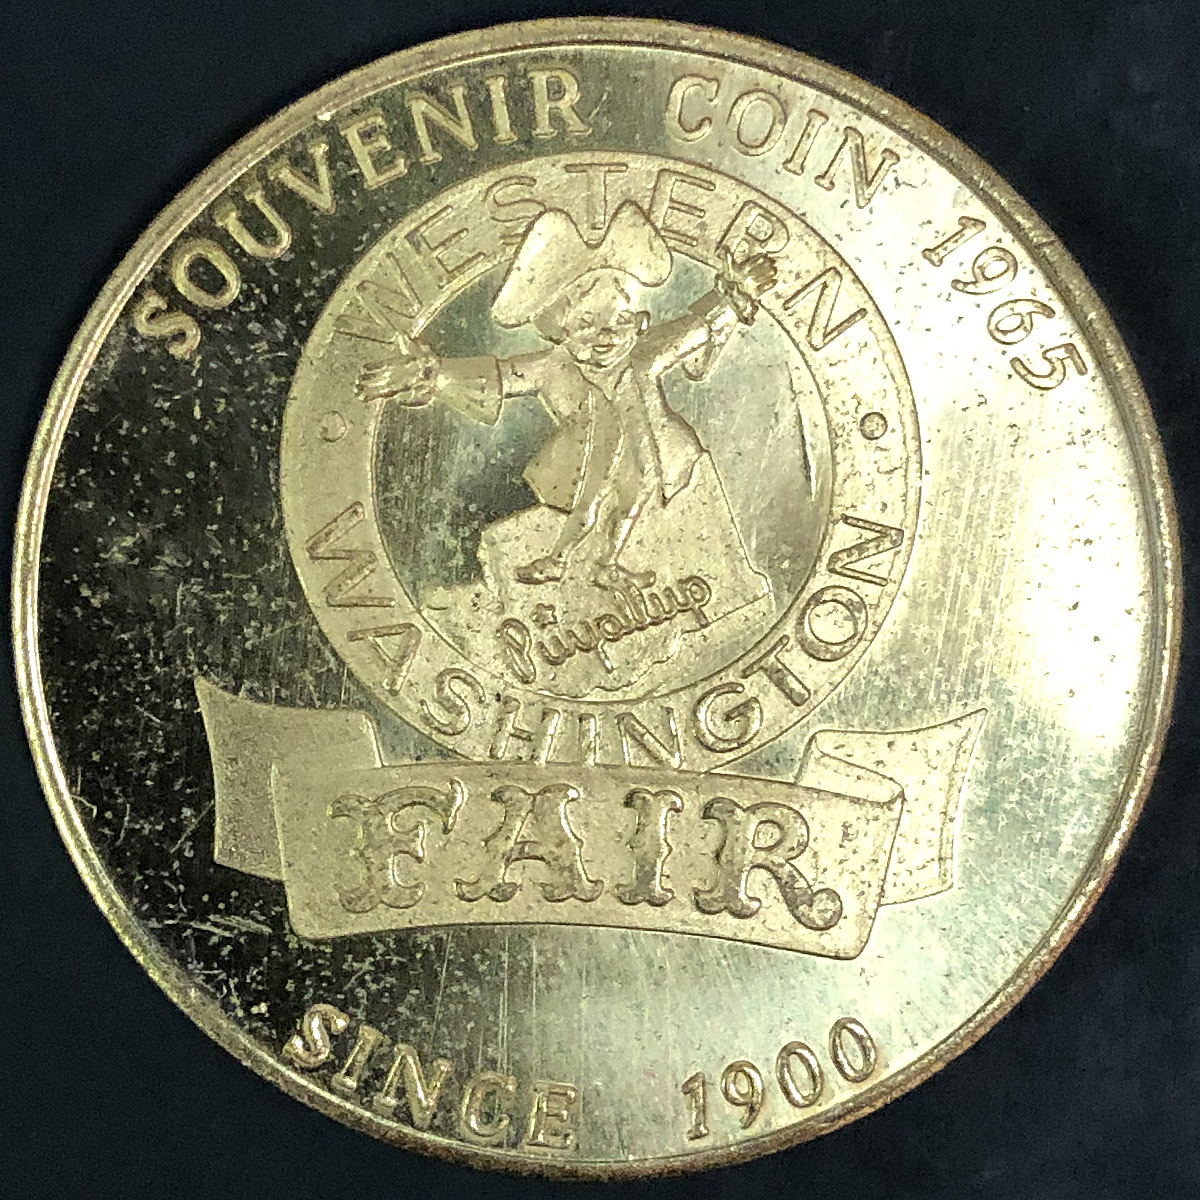 SOUVENIR COIN 1965
WESTERN
• WASHINGTON •
Puyallup
FAIR
SINCE 1900